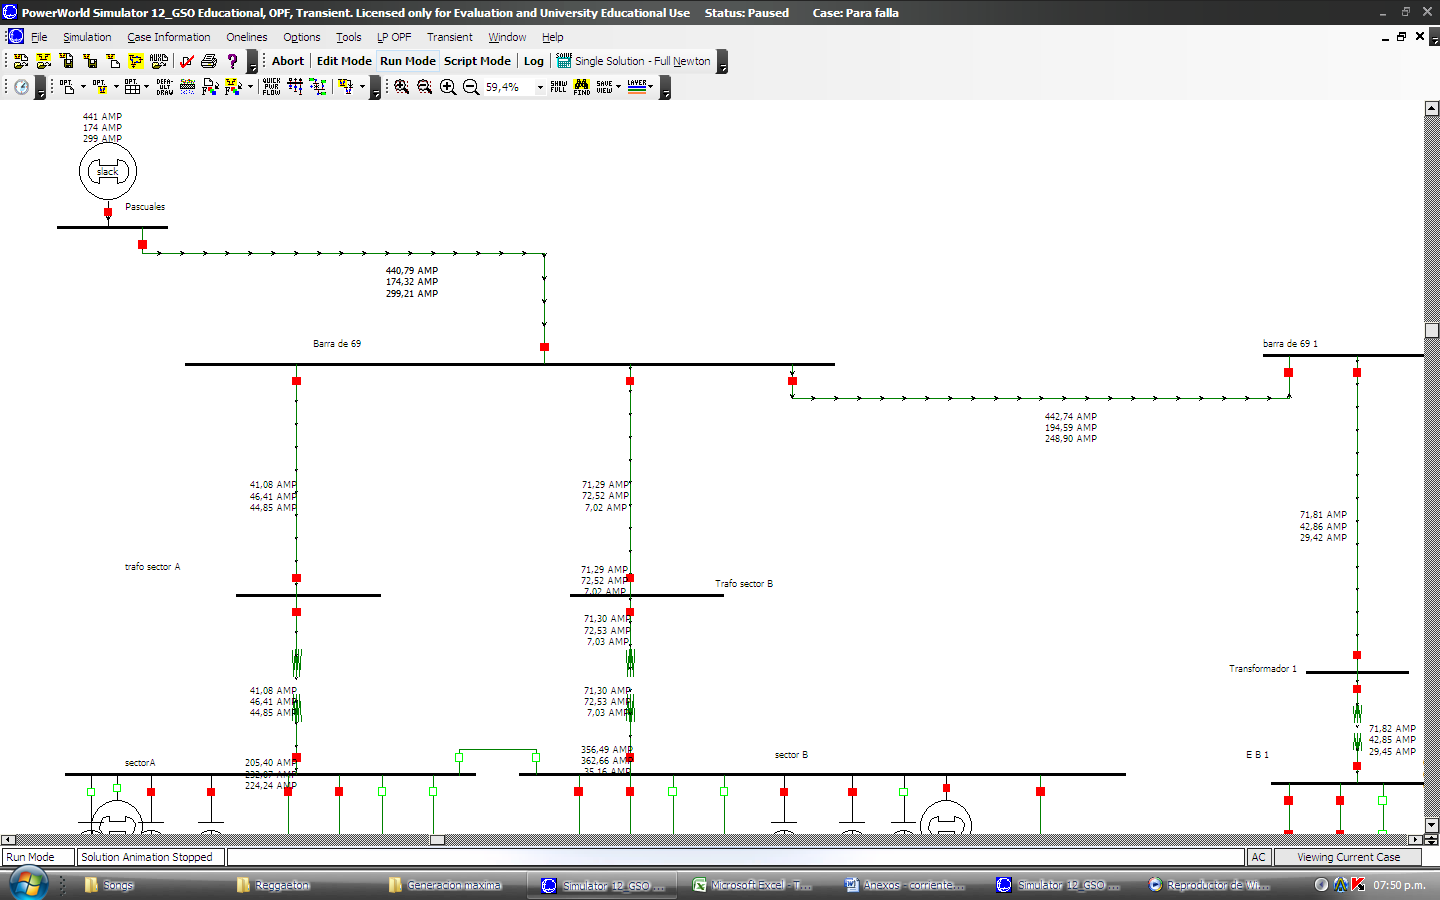 PowerWorld Simulator 12_GSO Educational, OPF, Transient. Licensed only for Evaluation and University Educational Use Status: Paused Case: Para falla
File Simulation Case Information Onelines Options Tools LP OPF Transient Window Help
Abort Edit Mode Run Mode Script Mode Log Single Solution - Full Newton
59,4%
441 AMP
174 AMP
299 AMP
slack
Pascuales
440,79 AMP
174,32 AMP
299,21 AMP
Barra de 69
barra de 69 1
442,74 AMP
194,59 AMP
248,90 AMP
41,08 AMP
46,41 AMP
44,85 AMP
71,29 AMP
72,52 AMP
7,02 AMP
71,81 AMP
42,86 AMP
29,42 AMP
trafo sector A
71,29 AMP
72,52 AMP
7,02 AMP
Trafo sector B
71,30 AMP
72,53 AMP
7,03 AMP
Transformador 1
41,08 AMP
46,41 AMP
44,85 AMP
71,30 AMP
72,53 AMP
7,03 AMP
71,82 AMP
42,85 AMP
29,45 AMP
sectorA
205,40 AMP
224,24 AMP
356,49 AMP
362,66 AMP
35,16 AMP
sector B
E B 1
Run Mode Solution Animation Stopped AC Viewing Current Case
Songs Reggaeton Generacion maxima Simulator 12_GSO ... Microsoft Excel - T... Anexos - corriente... Simulator 12_GSO ... Reproductor de Wi... 07:50 p.m.